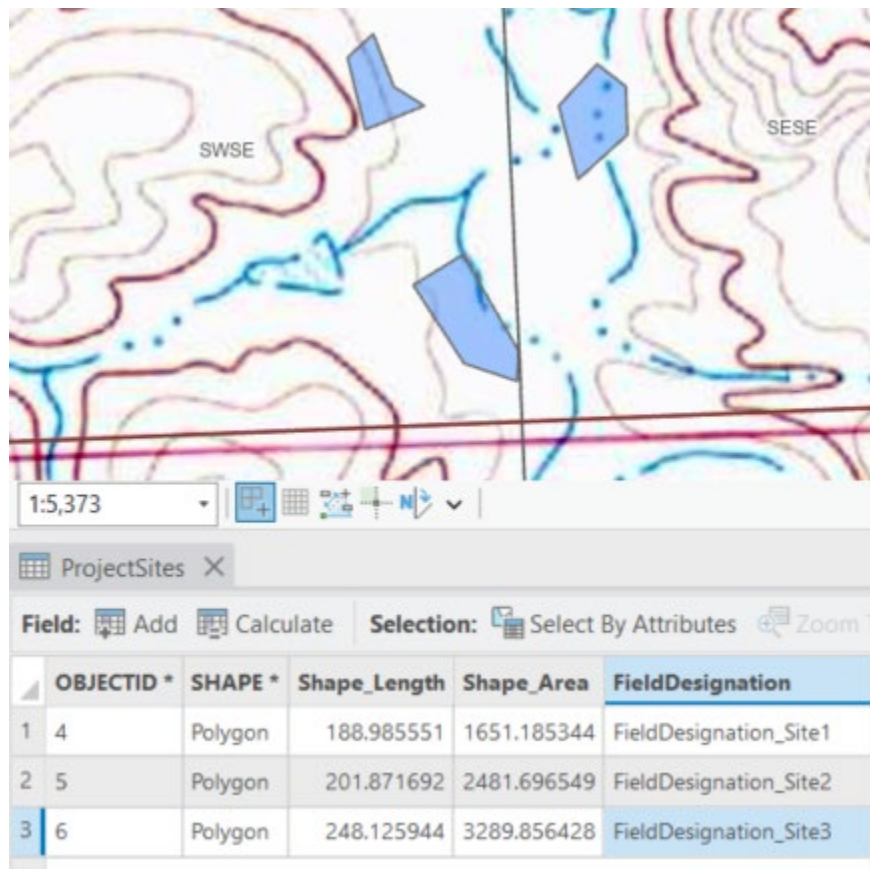 SWSE
SESE
1:5,373
N
ProjectSites
Field: Add Calculate Selection: Select By Attributes Zoom
OBJECTID * SHAPE * Shape_Length Shape_Area FieldDesignation
1 4 Polygon 188.985551 1651.185344 FieldDesignation_Site1
2 5 Polygon 201.871692 2481.696549 FieldDesignation_Site2
3 6 Polygon 248.125944 3289.856428 FieldDesignation_Site3